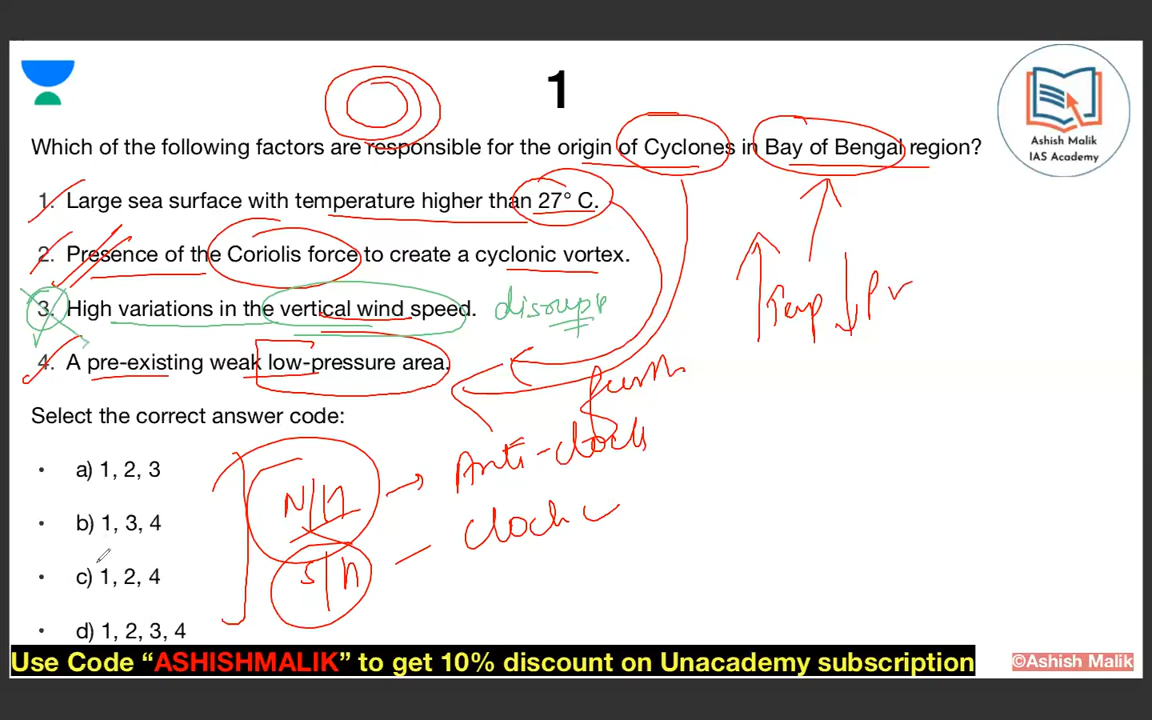 1
Ashish Malik
IAS Academy
Which of the following factors are responsible for the origin of Cyclones in Bay of Bengal region?
1. Large sea surface with temperature higher than 27° C.
2. Presence of the Coriolis force to create a cyclonic vortex.
3. High variations in the vertical wind speed. disrupt
Temp Pr
4. A pre-existing weak low-pressure area.
Select the correct answer code:
Anti-clock
a) 1, 2, 3
N/H
b) 1, 3, 4
clock
c) 1, 2, 4
S/H
d) 1, 2, 3, 4
Use Code “ASHISHMALIK” to get 10% discount on Unacademy subscription
©Ashish Malik